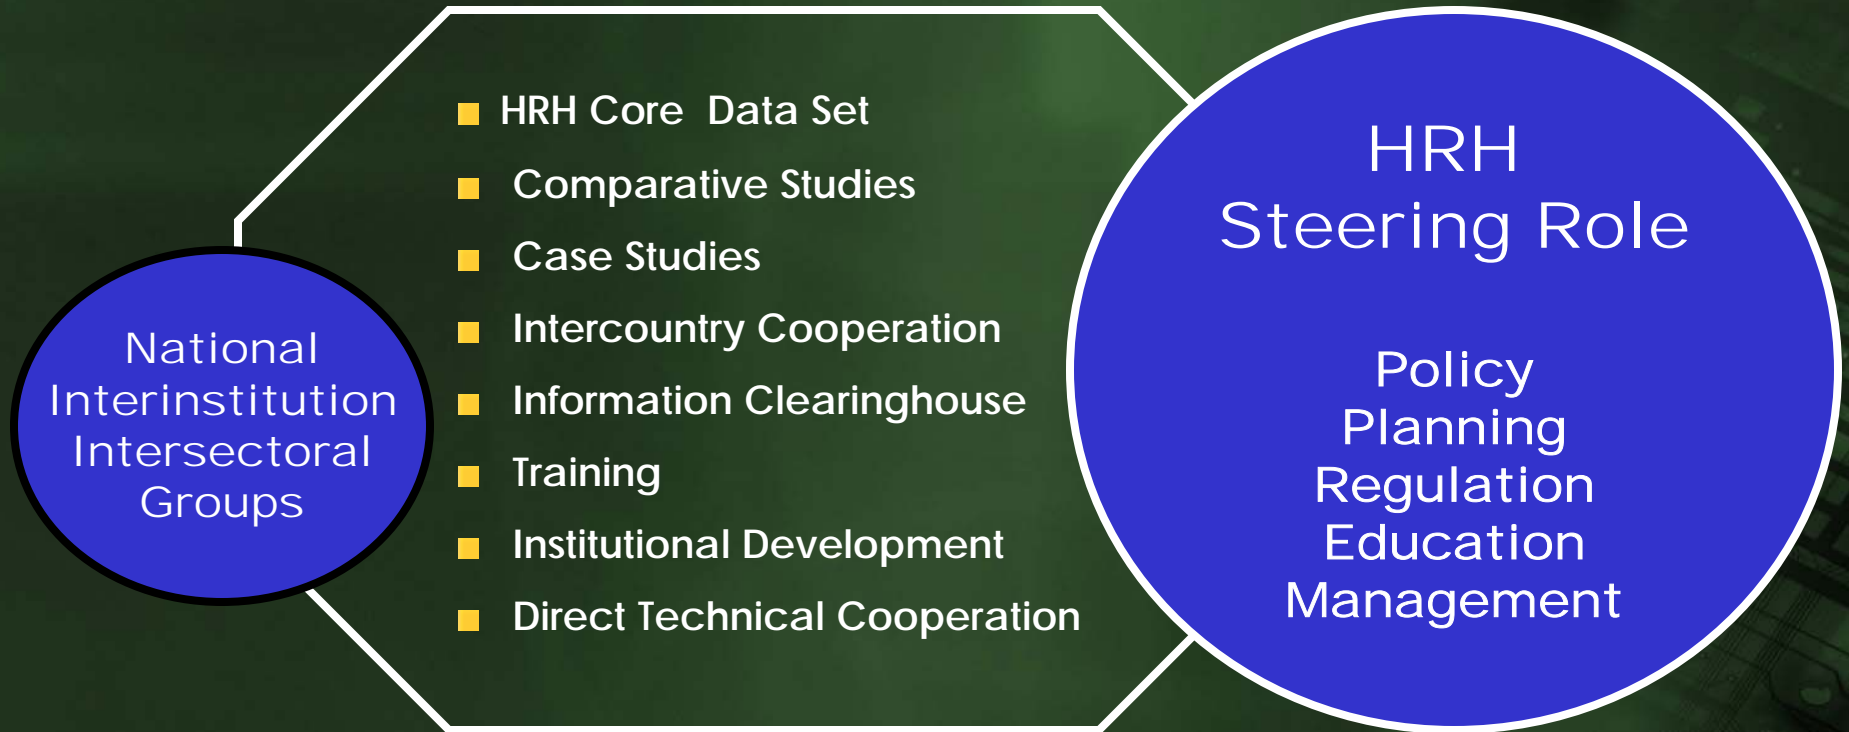 National
Interinstitution
Intersectoral
Groups
HRH Core Data Set
Comparative Studies
Case Studies
Intercountry Cooperation
Information Clearinghouse
Training
Institutional Development
Direct Technical Cooperation
HRH
Steering Role
Policy
Planning
Regulation
Education
Management